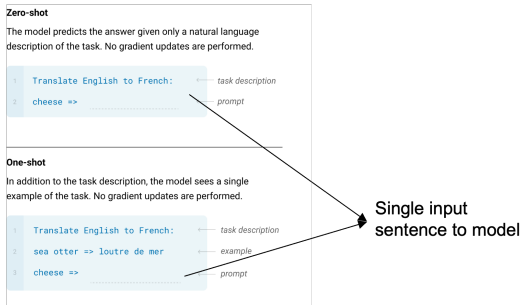 Zero-shot
The model predicts the answer given only a natural language
description of the task. No gradient updates are performed.
1 Translate English to French: task description
2 cheese => prompt
One-shot
In addition to the task description, the model sees a single
example of the task. No gradient updates are performed.
1 Translate English to French: task description
2 sea otter => loutre de mer example
3 cheese => prompt
Single input
sentence to model